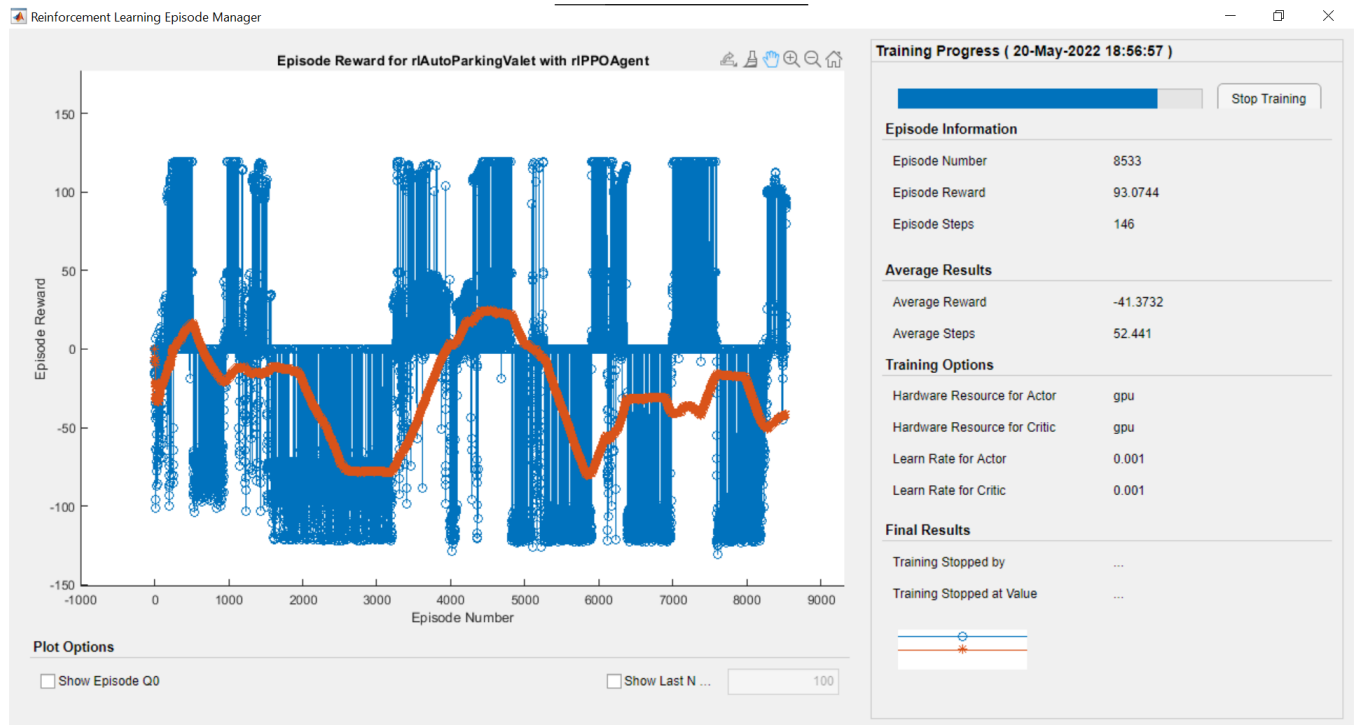 Reinforcement Learning Episode Manager
Episode Reward for rlAutoParkingValet with rlPPOAgent
150
100
50
0
-50
-100
-150
Episode Reward
-1000 0 1000 2000 3000 4000 5000 6000 7000 8000 9000
Episode Number
Plot Options
Show Episode Q0
Show Last N ...
100
Training Progress ( 20-May-2022 18:56:57 )
Stop Training
Episode Information
Episode Number 8533
Episode Reward 93.0744
Episode Steps 146
Average Results
Average Reward -41.3732
Average Steps 52.441
Training Options
Hardware Resource for Actor gpu
Hardware Resource for Critic gpu
Learn Rate for Actor 0.001
Learn Rate for Critic 0.001
Final Results
Training Stopped by ...
Training Stopped at Value ...